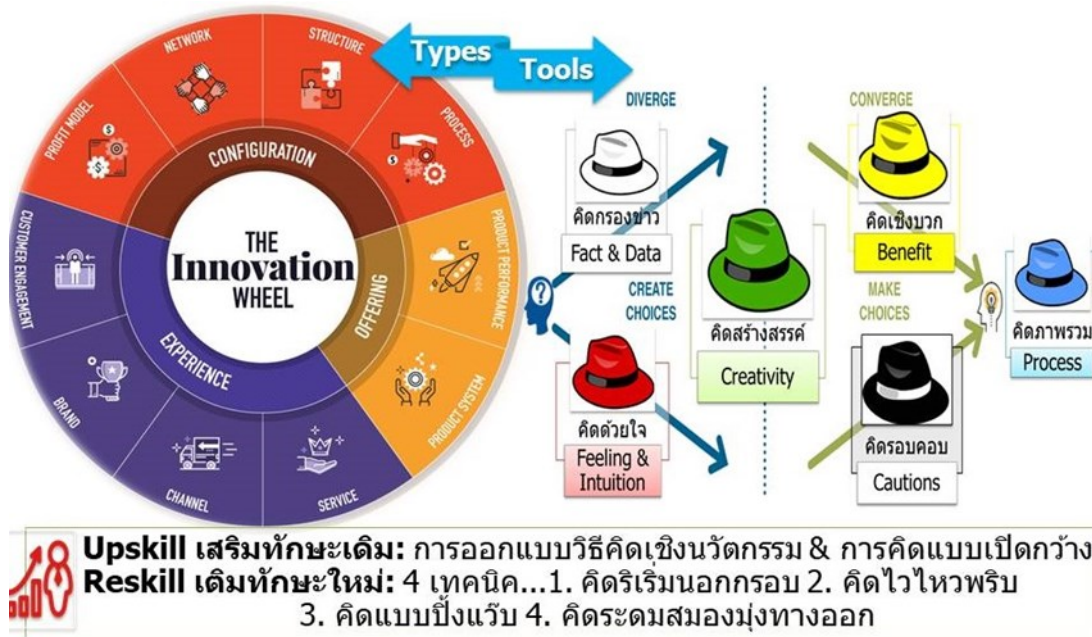 NETWORK
STRUCTURE
PROFIT MODEL
PROCESS
CONFIGURATION
CUSTOMER ENGAGEMENT
PRODUCT PERFORMANCE
THE
Innovation
WHEEL
OFFERING
EXPERIENCE
BRAND
PRODUCT SYSTEM
CHANNEL
SERVICE
Types
Tools
DIVERGE
CONVERGE
คิดกรองข่าว
Fact & Data
คิดเชิงบวก
Benefit
CREATE
CHOICES
MAKE
CHOICES
คิดสร้างสรรค์
Creativity
คิดภาพรวม
Process
คิดด้วยใจ
Feeling &
Intuition
คิดรอบคอบ
Cautions
Upskill เสริมทักษะเดิม: การออกแบบวิธีคิดเชิงนวัตกรรม & การคิดแบบเปิดกว้าง
Reskill เติมทักษะใหม่: 4 เทคนิค...1. คิดริเริ่มนอกกรอบ 2. คิดไวไหวพริบ
3. คิดแบบปิ้งแว๊บ 4. คิดระดมสมองมุ่งทางออก